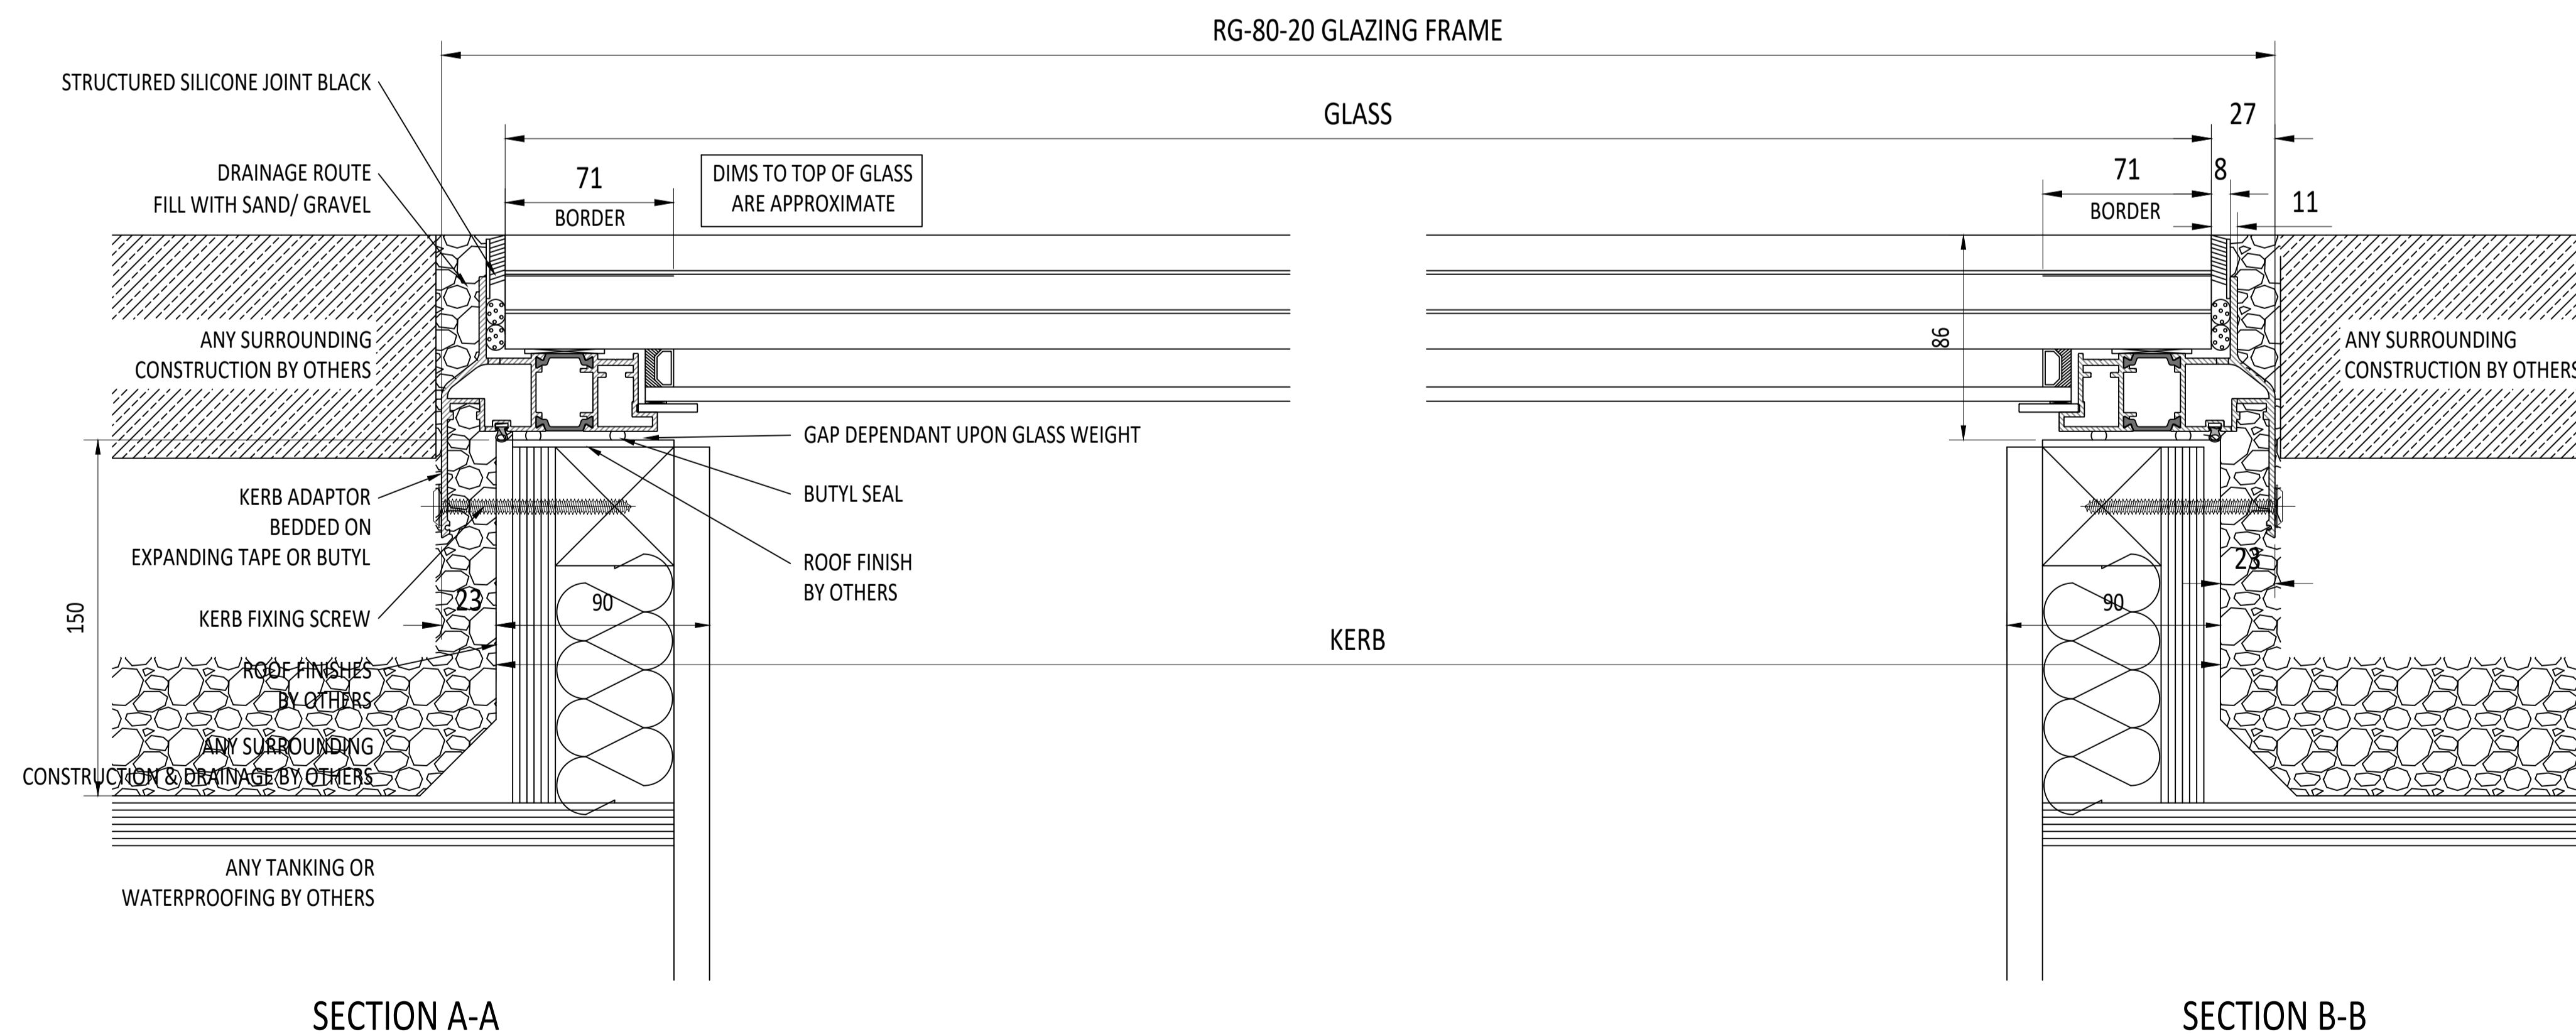 RG-80-20 GLAZING FRAME
STRUCTURED SILICONE JOINT BLACK
GLASS
27
DRAINAGE ROUTE
FILL WITH SAND/ GRAVEL
71
BORDER
DIMS TO TOP OF GLASS
ARE APPROXIMATE
71
BORDER
8
11
ANY SURROUNDING
CONSTRUCTION BY OTHERS
86
ANY SURROUNDING
CONSTRUCTION BY OTHERS
GAP DEPENDANT UPON GLASS WEIGHT
KERB ADAPTOR
BEDDED ON
EXPANDING TAPE OR BUTYL
BUTYL SEAL
ROOF FINISH
BY OTHERS
150
KERB FIXING SCREW
23
90
KERB
90
23
ROOF FINISHES
BY OTHERS
ANY SURROUNDING
CONSTRUCTION & DRAINAGE BY OTHERS
ANY TANKING OR
WATERPROOFING BY OTHERS
SECTION A-A
SECTION B-B